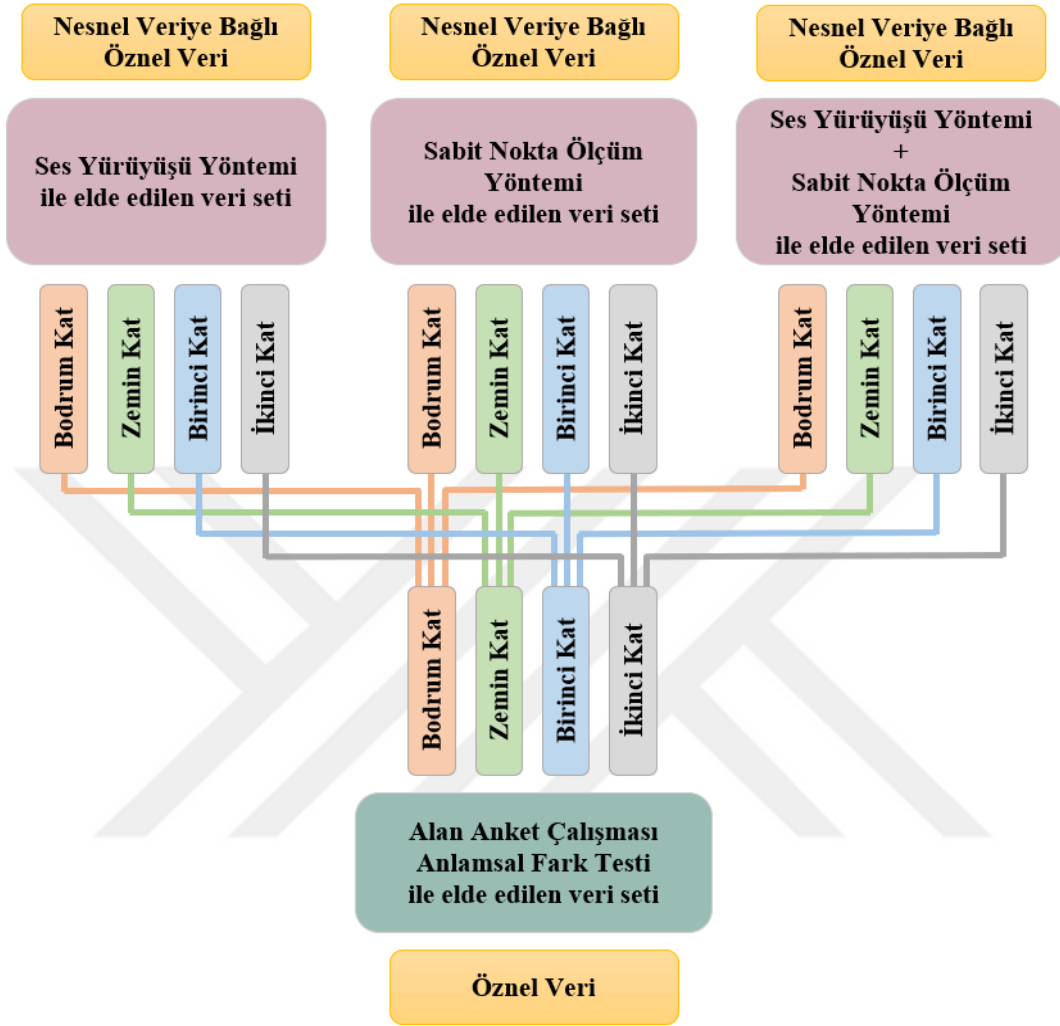 Nesnel Veriye Bağlı
Öznel Veri
Nesnel Veriye Bağlı
Öznel Veri
Nesnel Veriye Bağlı
Öznel Veri
Ses Yürüyüşü Yöntemi
ile elde edilen veri seti
Sabit Nokta Ölçüm
Yöntemi
ile elde edilen veri seti
Ses Yürüyüşü Yöntemi
+
Sabit Nokta Ölçüm
Yöntemi
ile elde edilen veri seti
Bodrum Kat
Zemin Kat
Birinci Kat
İkinci Kat
Bodrum Kat
Zemin Kat
Birinci Kat
İkinci Kat
Bodrum Kat
Zemin Kat
Birinci Kat
İkinci Kat
Bodrum Kat
Zemin Kat
Birinci Kat
İkinci Kat
Alan Anket Çalışması
Anlamsal Fark Testi
ile elde edilen veri seti
Öznel Veri